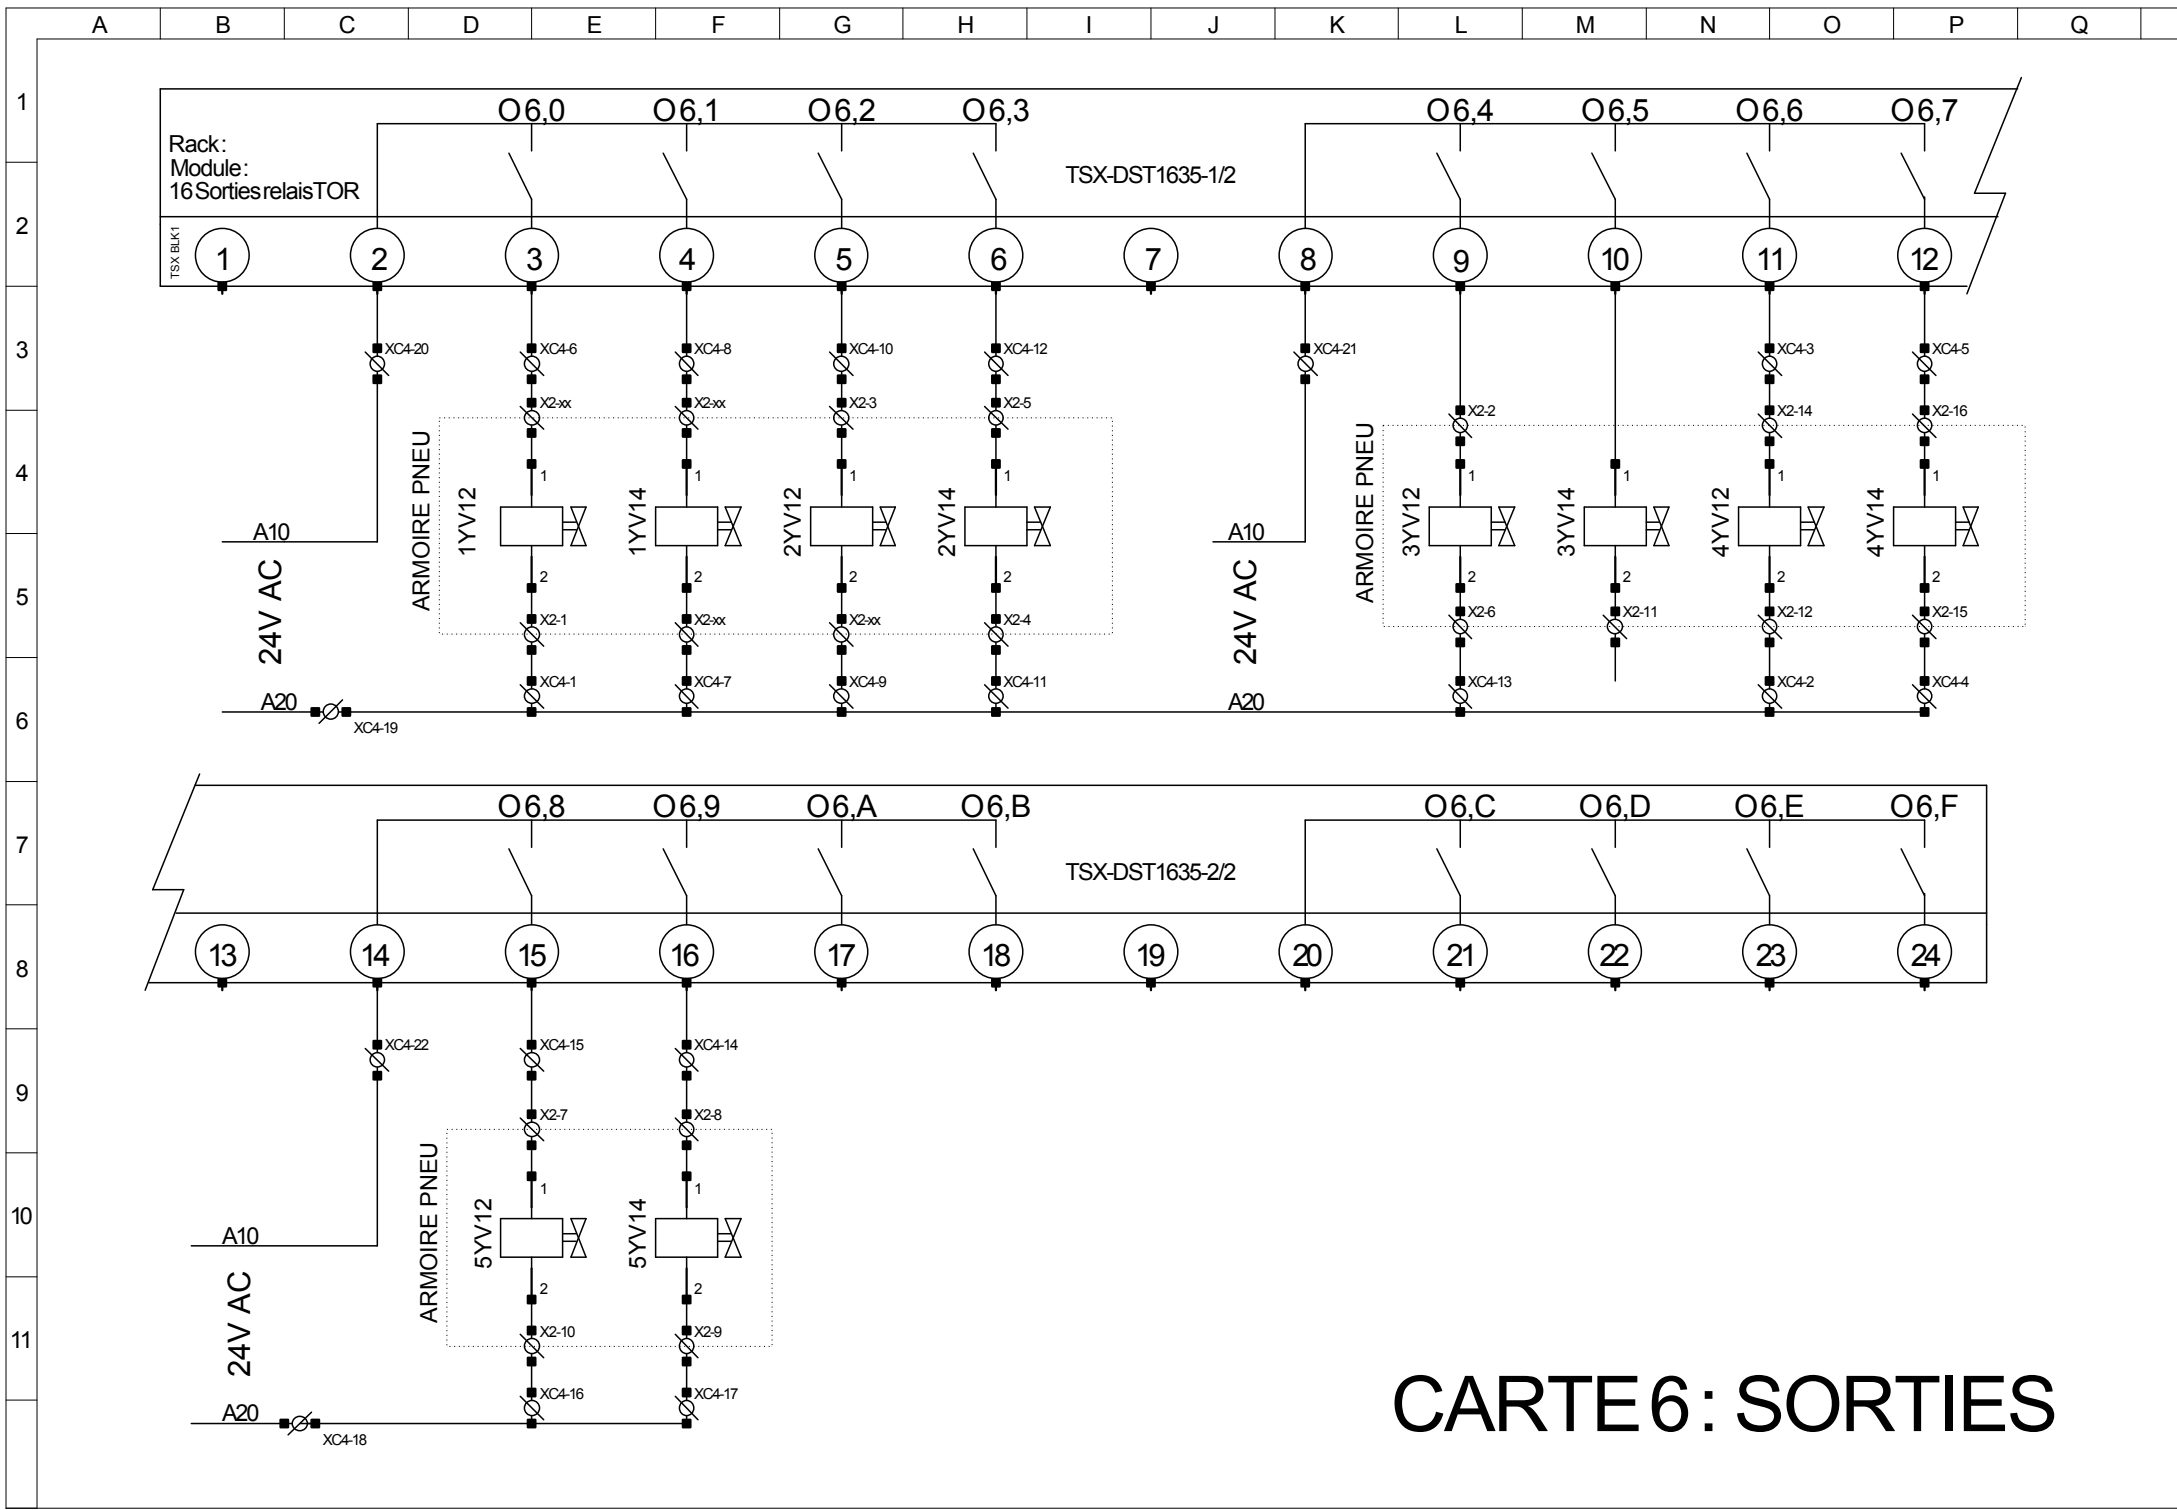 A B C D E F G H I J K L M N O P Q
1
O6,0 O6,1 O6,2 O6,3 O6,4 O6,5 O6,6 O6,7
Rack:
Module:
16 Sorties relais TOR
TSX-DST1635-1/2
2
TSX BLK1
1 2 3 4 5 6 7 8 9 10 11 12
3
XC4-20 XC4-6 XC4-8 XC4-10 XC4-12 XC4-21 XC4-3 XC4-5
X2-xx X2-xx X2-3 X2-5 X2-2 X2-14 X2-16
4
ARMOIRE PNEU
ARMOIRE PNEU
1 1 1 1 1 1 1 1
1YV12 1YV14 2YV12 2YV14 3YV12 3YV14 4YV12 4YV14
A10 A10
24V AC 24V AC
5
2 2 2 2 2 2 2 2
X2-1 X2-xx X2-xx X2-4 X2-6 X2-11 X2-12 X2-15
XC4-1 XC4-7 XC4-9 XC4-11 XC4-13 XC4-2 XC4-4
A20 A20
6
XC4-19
O6,8 O6,9 O6,A O6,B O6,C O6,D O6,E O6,F
7
TSX-DST1635-2/2
8
13 14 15 16 17 18 19 20 21 22 23 24
XC4-22 XC4-15 XC4-14
9
X2-7 X2-8
ARMOIRE PNEU
1 1
10
5YV12 5YV14
A10
24V AC
2 2
11
X2-10 X2-9
XC4-16 XC4-17
A20
XC4-18
CARTE 6 : SORTIES